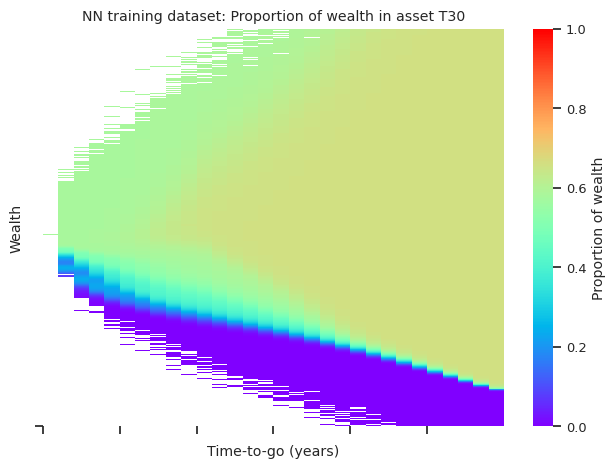 NN training dataset: Proportion of wealth in asset T30
Wealth
Time-to-go (years)
1.0
0.8
0.6
0.4
0.2
0.0
Proportion of wealth